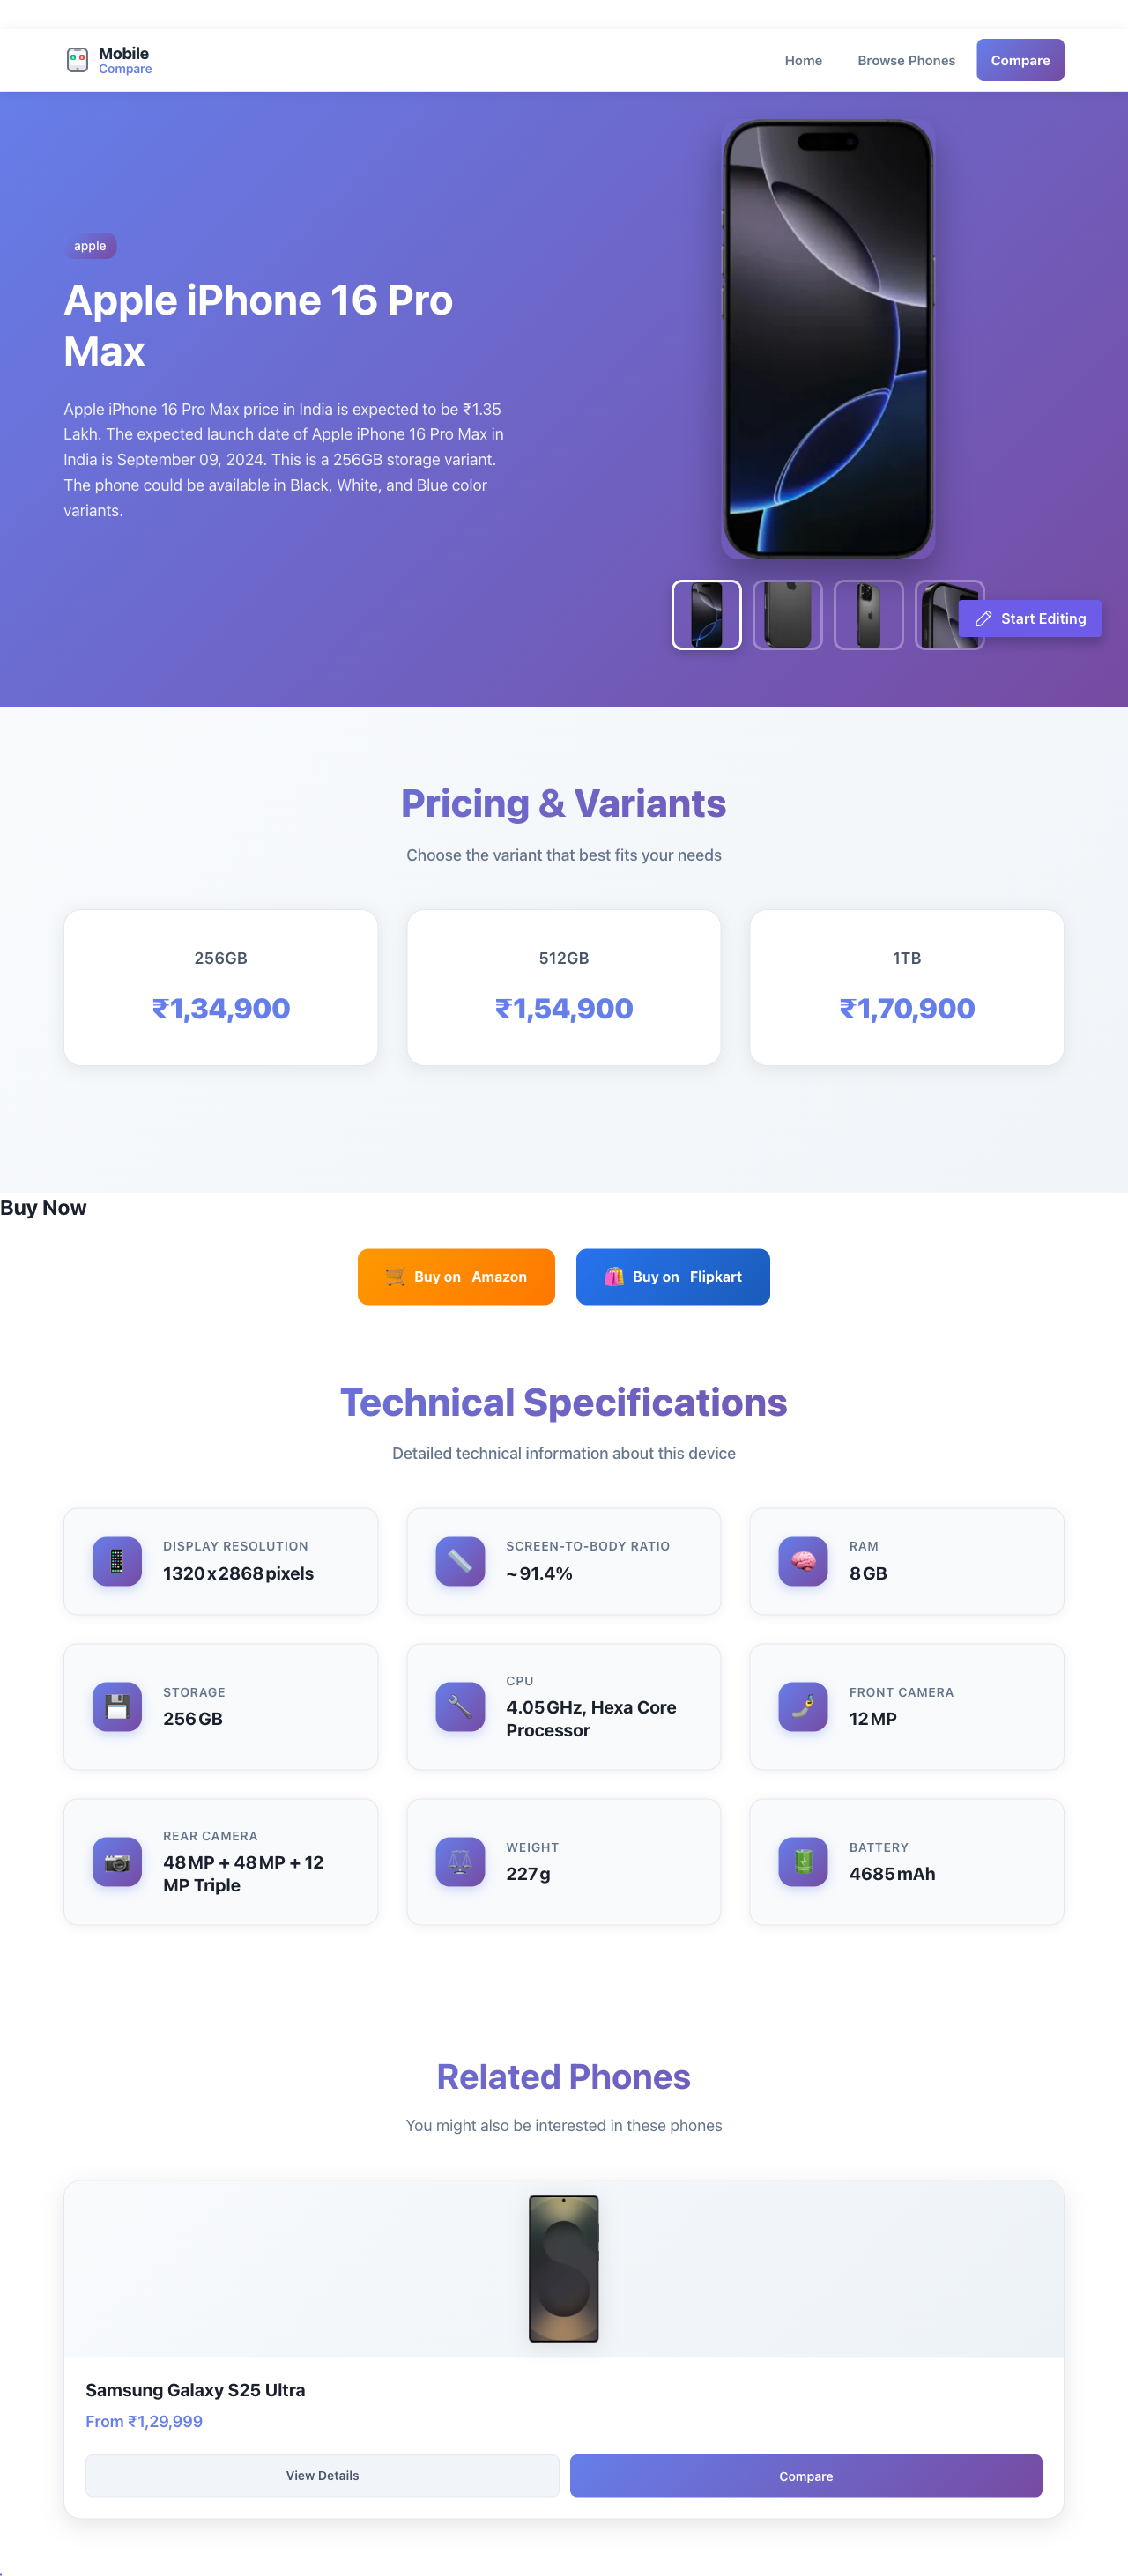 Mobile
Compare
Home
Browse Phones
Compare
apple
Apple iPhone 16 Pro
Max
Apple iPhone 16 Pro Max price in India is expected to be ₹1.35
Lakh. The expected launch date of Apple iPhone 16 Pro Max in
India is September 09, 2024. This is a 256GB storage variant.
The phone could be available in Black, White, and Blue color
variants.
Start Editing
Pricing & Variants
Choose the variant that best fits your needs
256GB
₹1,34,900
512GB
₹1,54,900
1TB
₹1,70,900
Buy Now
Buy on Amazon
Buy on Flipkart
Technical Specifications
Detailed technical information about this device
DISPLAY RESOLUTION
1320 x 2868 pixels
SCREEN-TO-BODY RATIO
~ 91.4%
RAM
8 GB
STORAGE
256 GB
CPU
4.05 GHz, Hexa Core
Processor
FRONT CAMERA
12 MP
REAR CAMERA
48 MP + 48 MP + 12
MP Triple
WEIGHT
227 g
BATTERY
4685 mAh
Related Phones
You might also be interested in these phones
Samsung Galaxy S25 Ultra
From ₹1,29,999
View Details
Compare